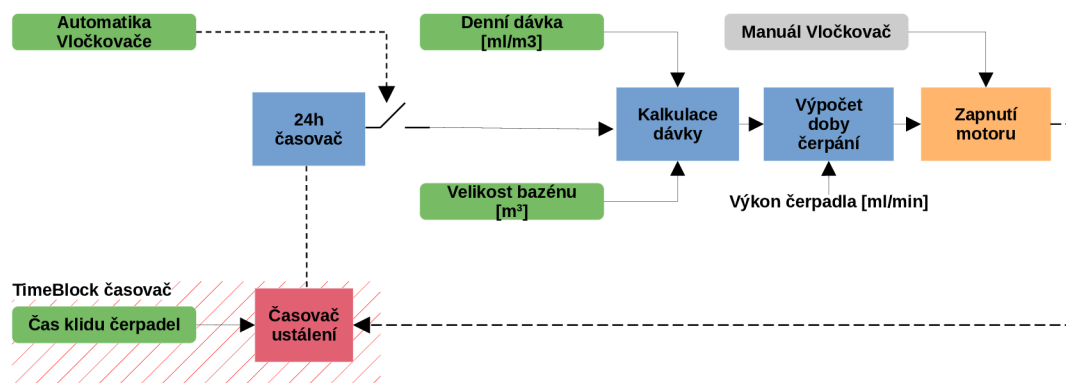 Automatika
Vločkovače
Denní dávka
[ml/m3]
Manuál Vločkovač
24h
časovač
Kalkulace
dávky
Výpočet
doby
čerpání
Zapnutí
motoru
Velikost bazénu
[m³]
Výkon čerpadla [ml/min]
TimeBlock časovač
Čas klidu čerpadel
Časovač
ustálení